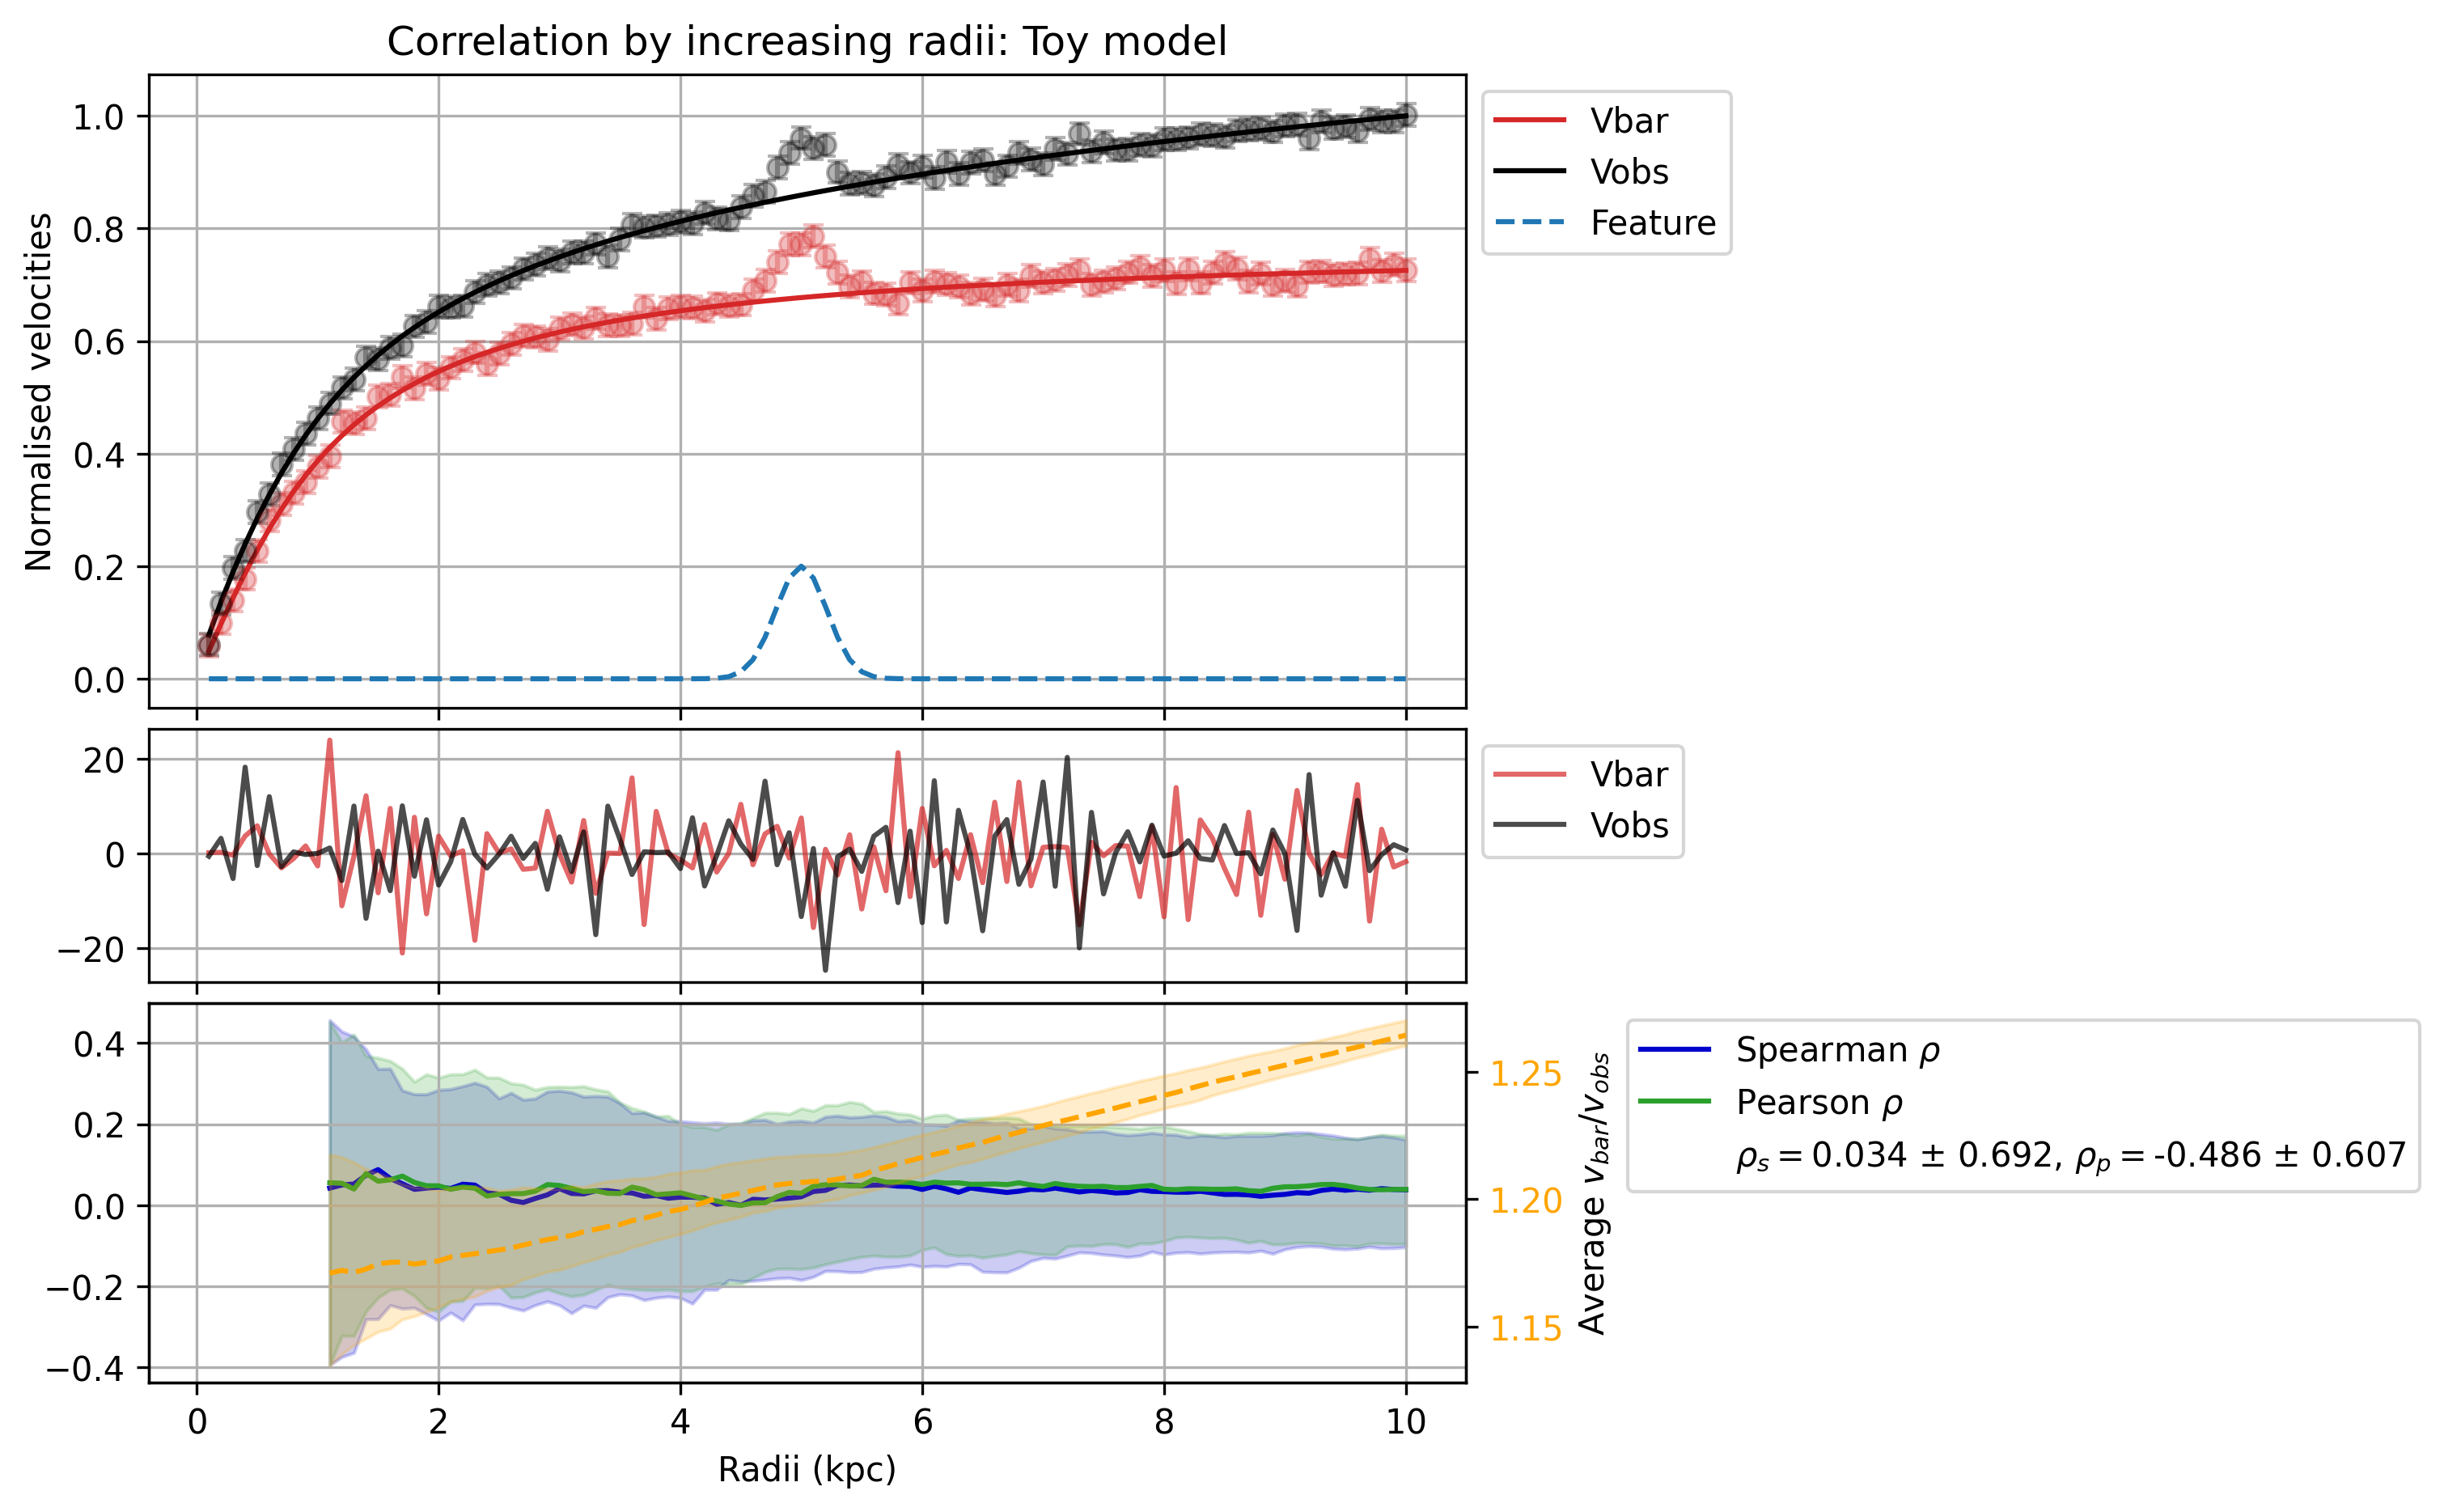 Correlation by increasing radii: Toy model
Normalised velocities
1.0
0.8
0.6
0.4
0.2
0.0
Vbar
Vobs
Feature
20
0
−20
Vbar
Vobs
0.4
0.2
0.0
−0.2
−0.4
1.25
1.20
1.15
Average v_bar/v_obs
Spearman ρ
Pearson ρ
ρ_s = 0.034 ± 0.692, ρ_p = -0.486 ± 0.607
0 2 4 6 8 10
Radii (kpc)